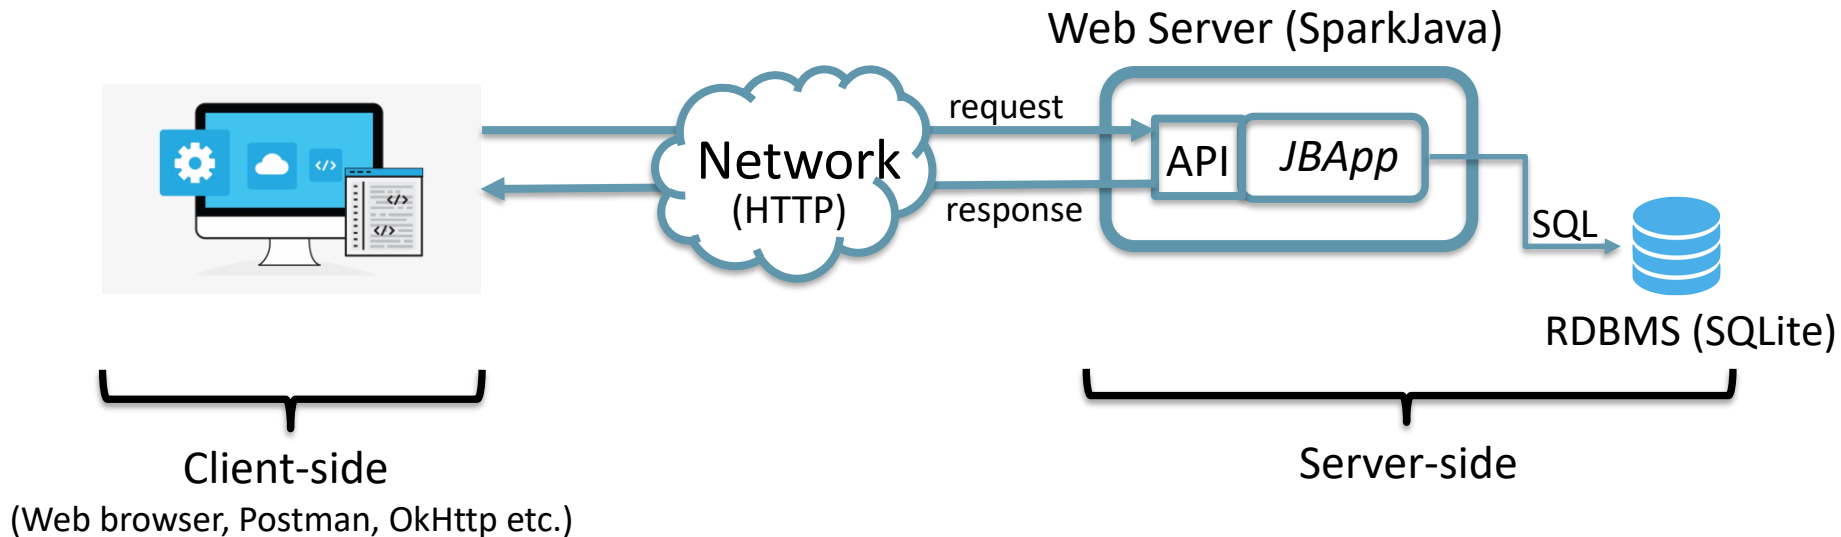 Web Server (SparkJava)
</>
</>
</>
Network
(HTTP)
request
response
API
JBApp
SQL
RDBMS (SQLite)
Client-side
(Web browser, Postman, OkHttp etc.)
Server-side